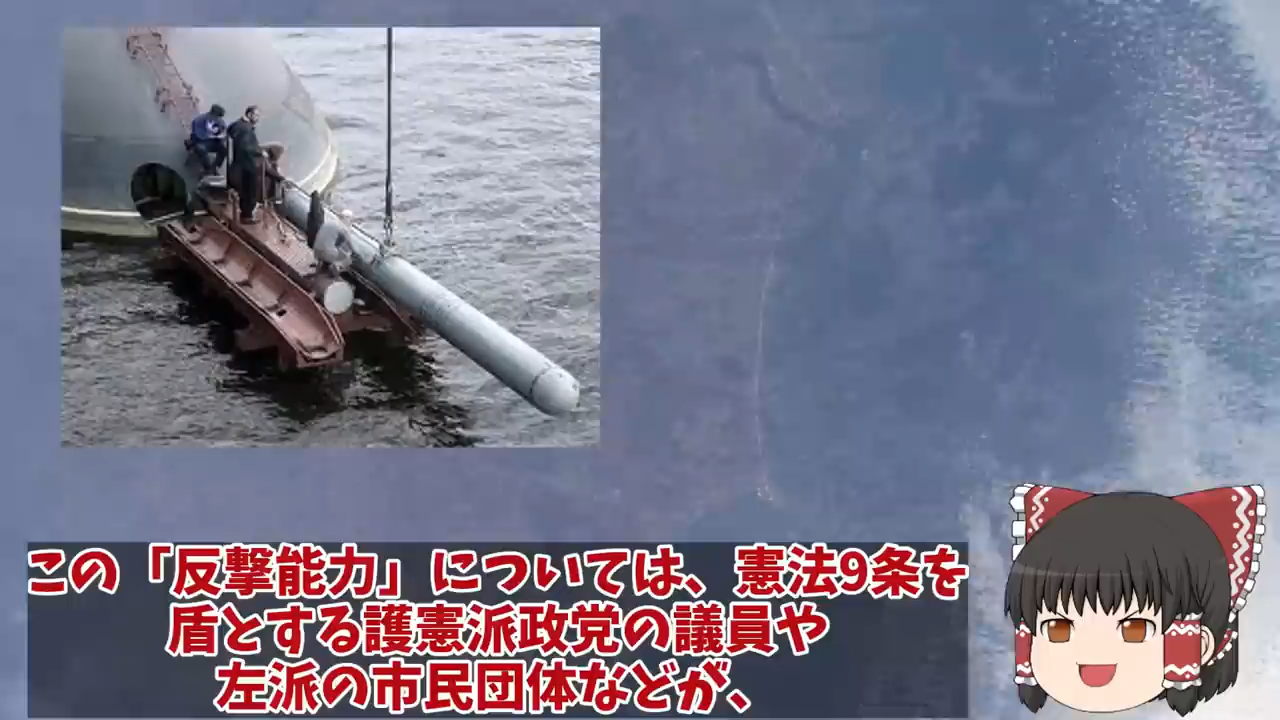 この「反撃能力」については、憲法9条を
盾とする護憲派政党の議員や
左派の市民団体などが、